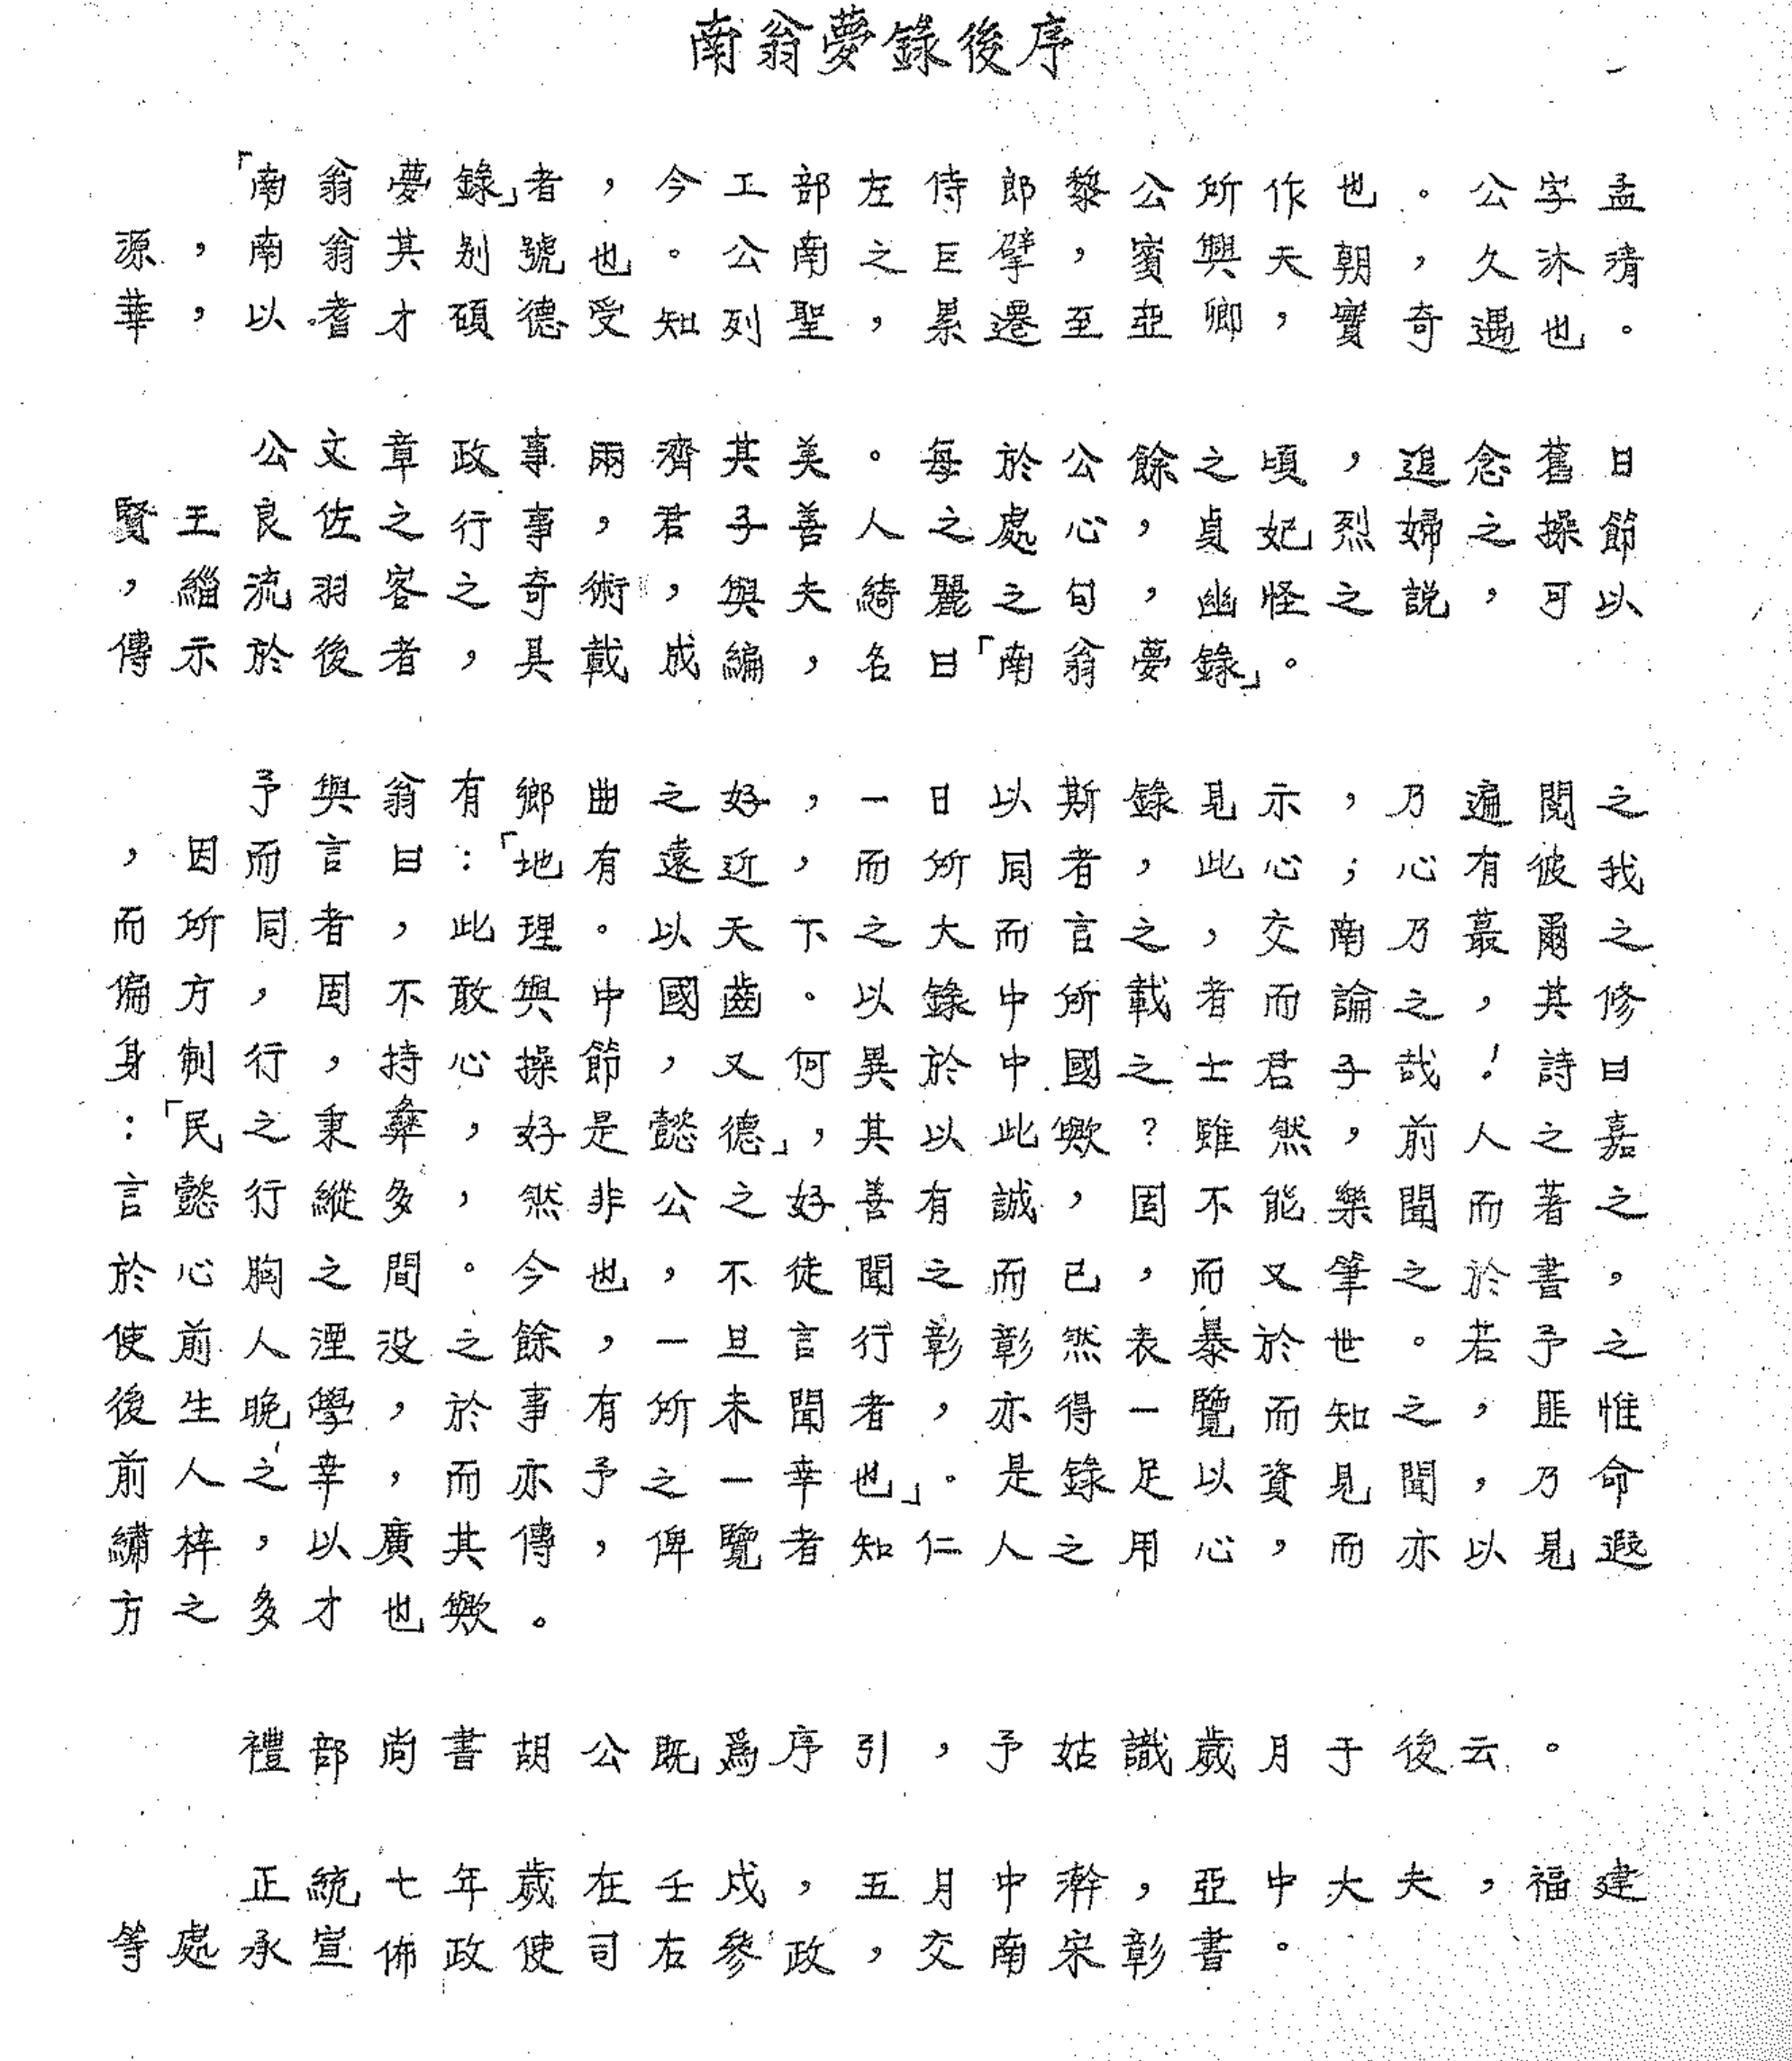 南翁夢錄後序
「南翁夢錄」者，今工部左侍郎黎公所作也。公字孟
源，南翁其别號也。公南之巨擘，賓興天朝，久沐清
華，以耆才碩德受知列聖，累遷至亞卿，實奇遇也。
公文章政事兩濟其美。每於公餘之頃，追念舊日
賢王良佐之行事，君子善人之處心，貞妃烈婦之操節
，緇流羽客之奇術，與夫綺麗之句，幽怪之説，可以
傳示於後者，具載成編，名曰「南翁夢錄」。
予與翁有鄉曲之好，一日以斯錄見示，乃遍閱之
，因而言曰：「地有遠近，而所同者，此心；心有彼我
而所同者，此理。以天下之大而言之，交南乃蕞爾之
偏方，固不敢與中國齒。以錄中所載者而論之，其修
身制行，持心操節，又何異於中國之士君子哉！詩曰
：「民之秉彝，好是懿德」，其以此歟？雖然，前人之嘉
言懿行縱多，然非公之好善有誠，固不能樂聞而著之
於心胸之間。今也，不徒聞之而已，而又筆之於書，
使前人湮没之餘，一旦言行彰彰然表暴於世。若予之
後生晚學，於事有所未聞者，亦得一覽而知之，匪惟
前人之幸，而亦予之一幸也」。是錄足以資見聞，乃命
繡梓，以廣其傳，俾覽者知仁人之用心，而亦以見遐
方之多才也歟。
禮部尚書胡公既爲序引，予姑識歲月于後云。
正統七年歲在壬戌，五月中澣，亞中大夫，福建
等處承宣佈政使司右參政，交南宋彰書。